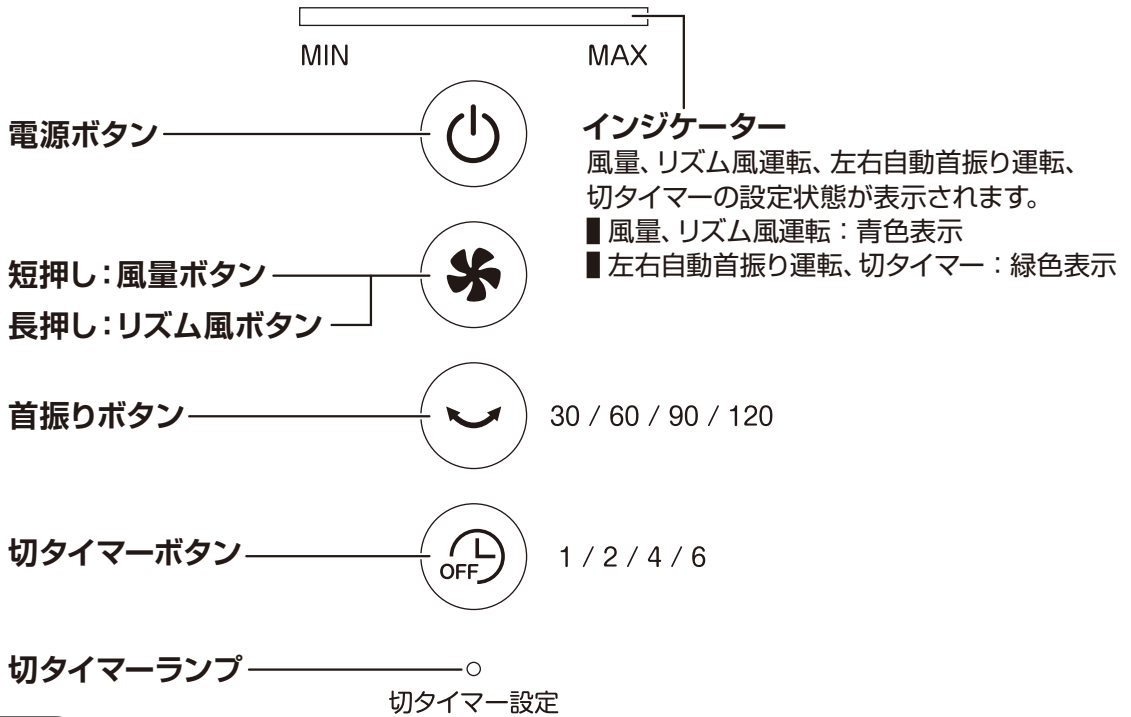 MIN MAX
電源ボタン
インジケーター
風量、リズム風運転、左右自動首振り運転、
切タイマーの設定状態が表示されます。
■風量、リズム風運転：青色表示
■左右自動首振り運転、切タイマー：緑色表示
短押し：風量ボタン
長押し：リズム風ボタン
首振りボタン 30 / 60 / 90 / 120
切タイマーボタン OFF 1 / 2 / 4 / 6
切タイマーランプ
切タイマー設定